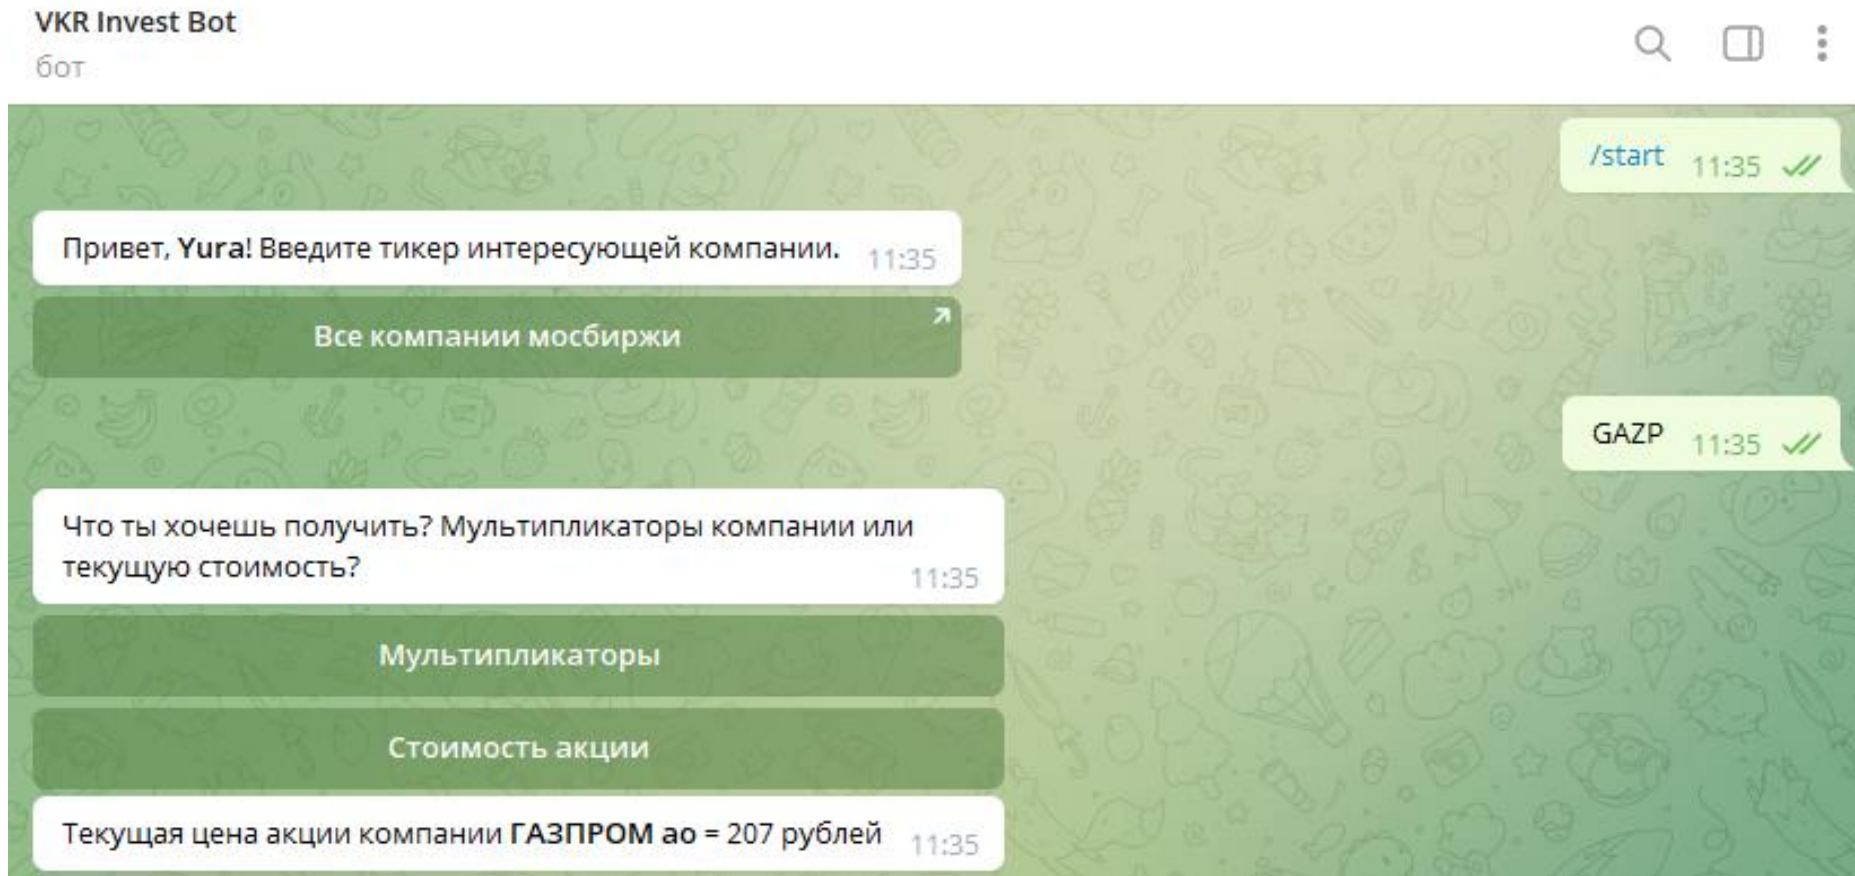 VKR Invest Bot
бот
/start 11:35
Привет, Yura! Введите тикер интересующей компании. 11:35
Все компании мосбиржи
GAZP 11:35
Что ты хочешь получить? Мультипликаторы компании или
текущую стоимость? 11:35
Мультипликаторы
Стоимость акции
Текущая цена акции компании ГАЗПРОМ ао = 207 рублей 11:35